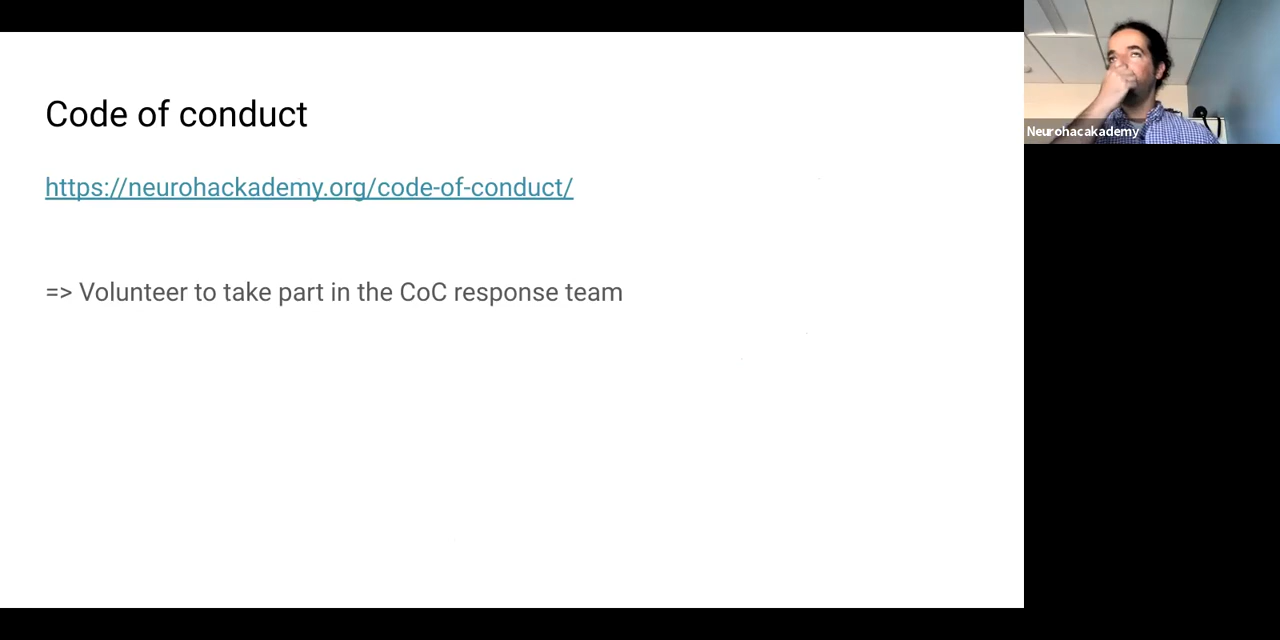 Code of conduct
https://neurohackademy.org/code-of-conduct/
=> Volunteer to take part in the CoC response team
Neurohacakademy